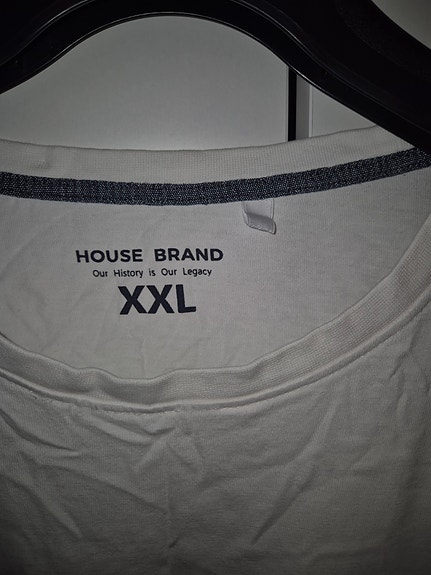 HOUSE BRAND
Our History is Our Legacy
XXL